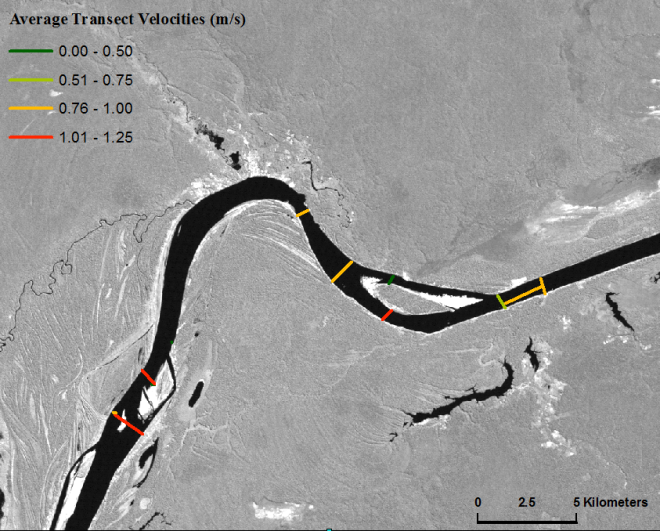 Average Transect Velocities (m/s)
0.00 - 0.50
0.51 - 0.75
0.76 - 1.00
1.01 - 1.25
0 2.5 5 Kilometers